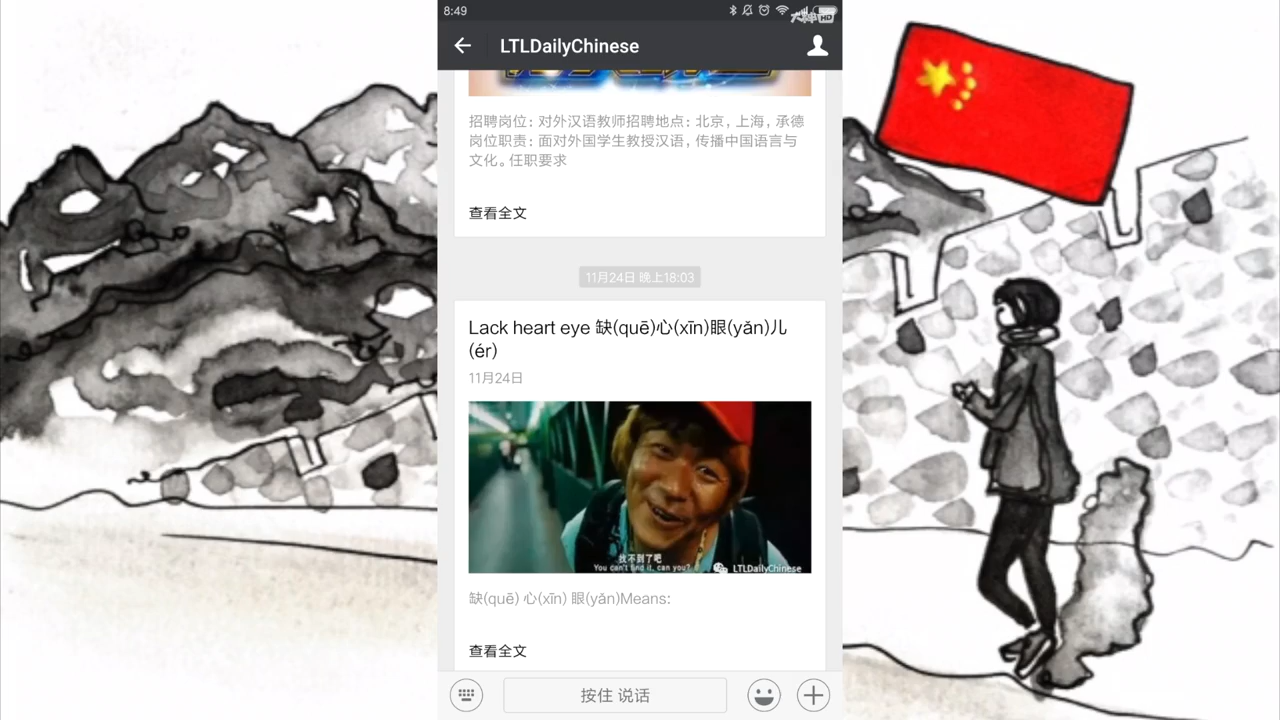 8:49
大神HD
LTLDailyChinese
招聘岗位：对外汉语教师招聘地点：北京，上海，承德
岗位职责：面对外国学生教授汉语，传播中国语言与
文化。任职要求
查看全文
11月24日 晚上18:03
Lack heart eye 缺(quē)心(xīn)眼(yǎn)儿
(ér)
11月24日
找不到了吧
You can't find it, can you?
LTLDailyChinese
缺(quē) 心(xīn) 眼(yǎn)Means:
查看全文
按住 说话